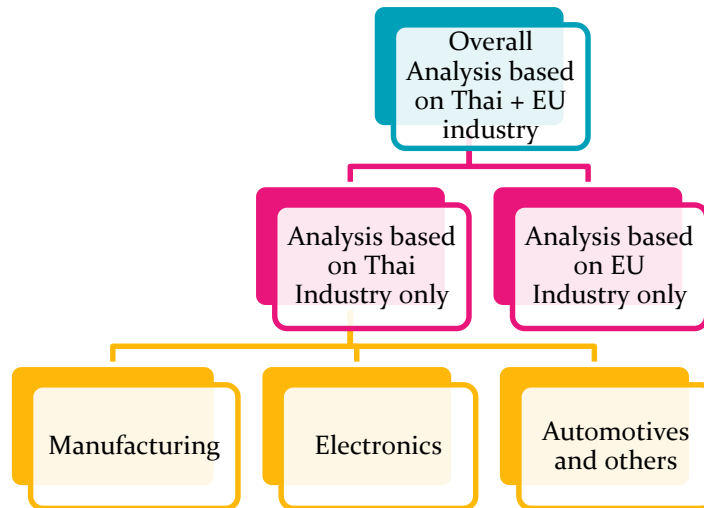 Overall
Analysis based
on Thai + EU
industry
Analysis based
on Thai
Industry only
Analysis based
on EU
Industry only
Manufacturing
Electronics
Automotives
and others